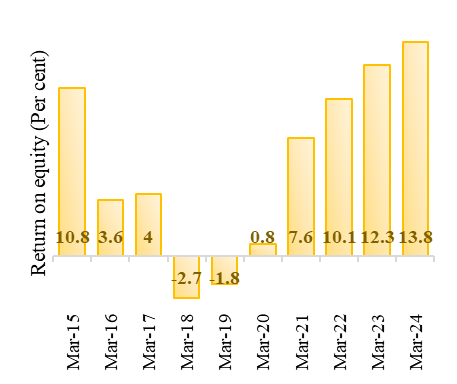 Return on equity (Per cent)
10.8 3.6 4 -2.7 -1.8 0.8 7.6 10.1 12.3 13.8
Mar-15 Mar-16 Mar-17 Mar-18 Mar-19 Mar-20 Mar-21 Mar-22 Mar-23 Mar-24